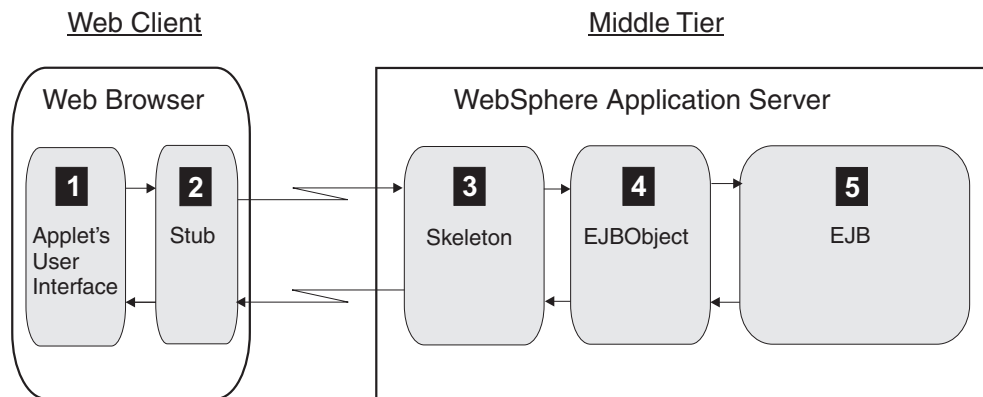 Web Client
Middle Tier
Web Browser
WebSphere Application Server
1
Applet's
User
Interface
2
Stub
3
Skeleton
4
EJBObject
5
EJB